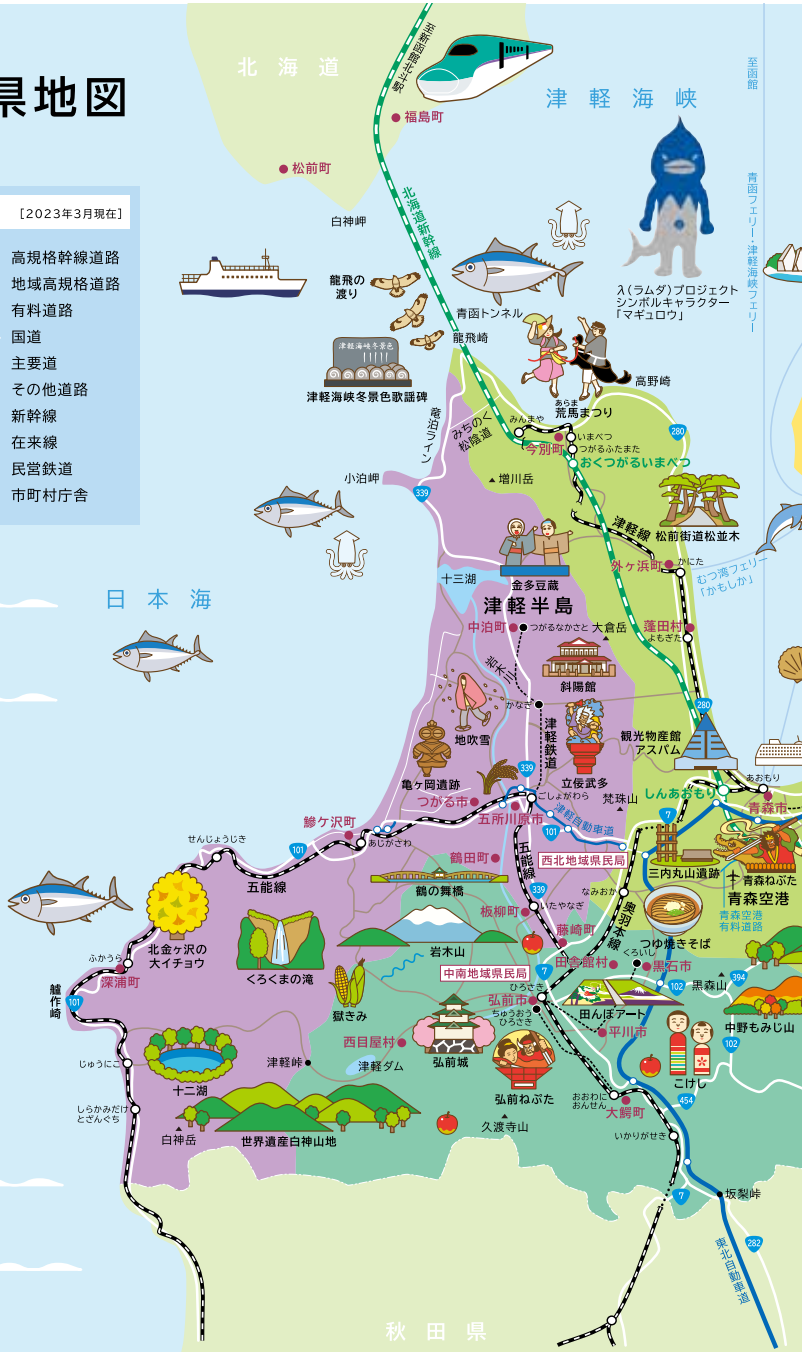 県地図
[2023年3月現在]
高規格幹線道路
地域高規格道路
有料道路
国道
主要道
その他道路
新幹線
在来線
民営鉄道
市町村庁舎
北海道
至新函館北斗駅
福島町
松前町
白神岬
北海道新幹線
津軽海峡
至函館
青函フェリー・津軽海峡フェリー
λ(ラムダ)プロジェクト
シンボルキャラクター
「マギュロウ」
龍飛の
渡り
青函トンネル
龍飛崎
津軽海峡冬景色
津軽海峡冬景色歌謡碑
高野崎
あらま
荒馬まつり
竜泊ライン
みちのく
松陰道
みんまや
今別町
いまべつ
つがるふたまた
おくつがるいまべつ
280
小泊岬
339
増川岳
松前街道松並木
津軽線
外ヶ浜町
かにた
むつ湾フェリー
「かもしか」
日本海
十三湖
金多豆蔵
津軽半島
中泊町
つがるなかさと
大倉岳
蓬田村
よもぎた
岩木川
斜陽館
かなぎ
地吹雪
津軽鉄道
280
観光物産館
アスパム
亀ヶ岡遺跡
339
立佞武多
梵珠山
しんあおもり
あおもり
青森市
つがる市
ごしょがわら
五所川原市
津軽自動車道
7
鰺ケ沢町
あじがさわ
せんじょうじき
101
五能線
101
西北地域県民局
三内丸山遺跡
青森ねぶた
青森空港
青森空港
有料道路
鶴田町
五能線
鶴の舞橋
339
なみおか
奥羽本線
板柳町
いたやなぎ
つゆ焼きそば
北金ヶ沢の
大イチョウ
くろくまの滝
岩木山
藤崎町
田舎館村
くろいし
黒石市
ふかうら
深浦町
艫作崎
101
中南地域県民局
7
ひろさき
弘前市
ちゅうおう
ひろさき
102
黒森山
394
嶽きみ
田んぼアート
中野もみじ山
平川市
102
西目屋村
弘前城
じゅうにこ
十二湖
津軽峠
津軽ダム
弘前ねぷた
こけし
おおわに
おんせん
大鰐町
454
しらかみだけ
とざんぐち
白神岳
世界遺産白神山地
久渡寺山
いかりがせき
7
坂梨峠
282
東北自動車道
秋田県